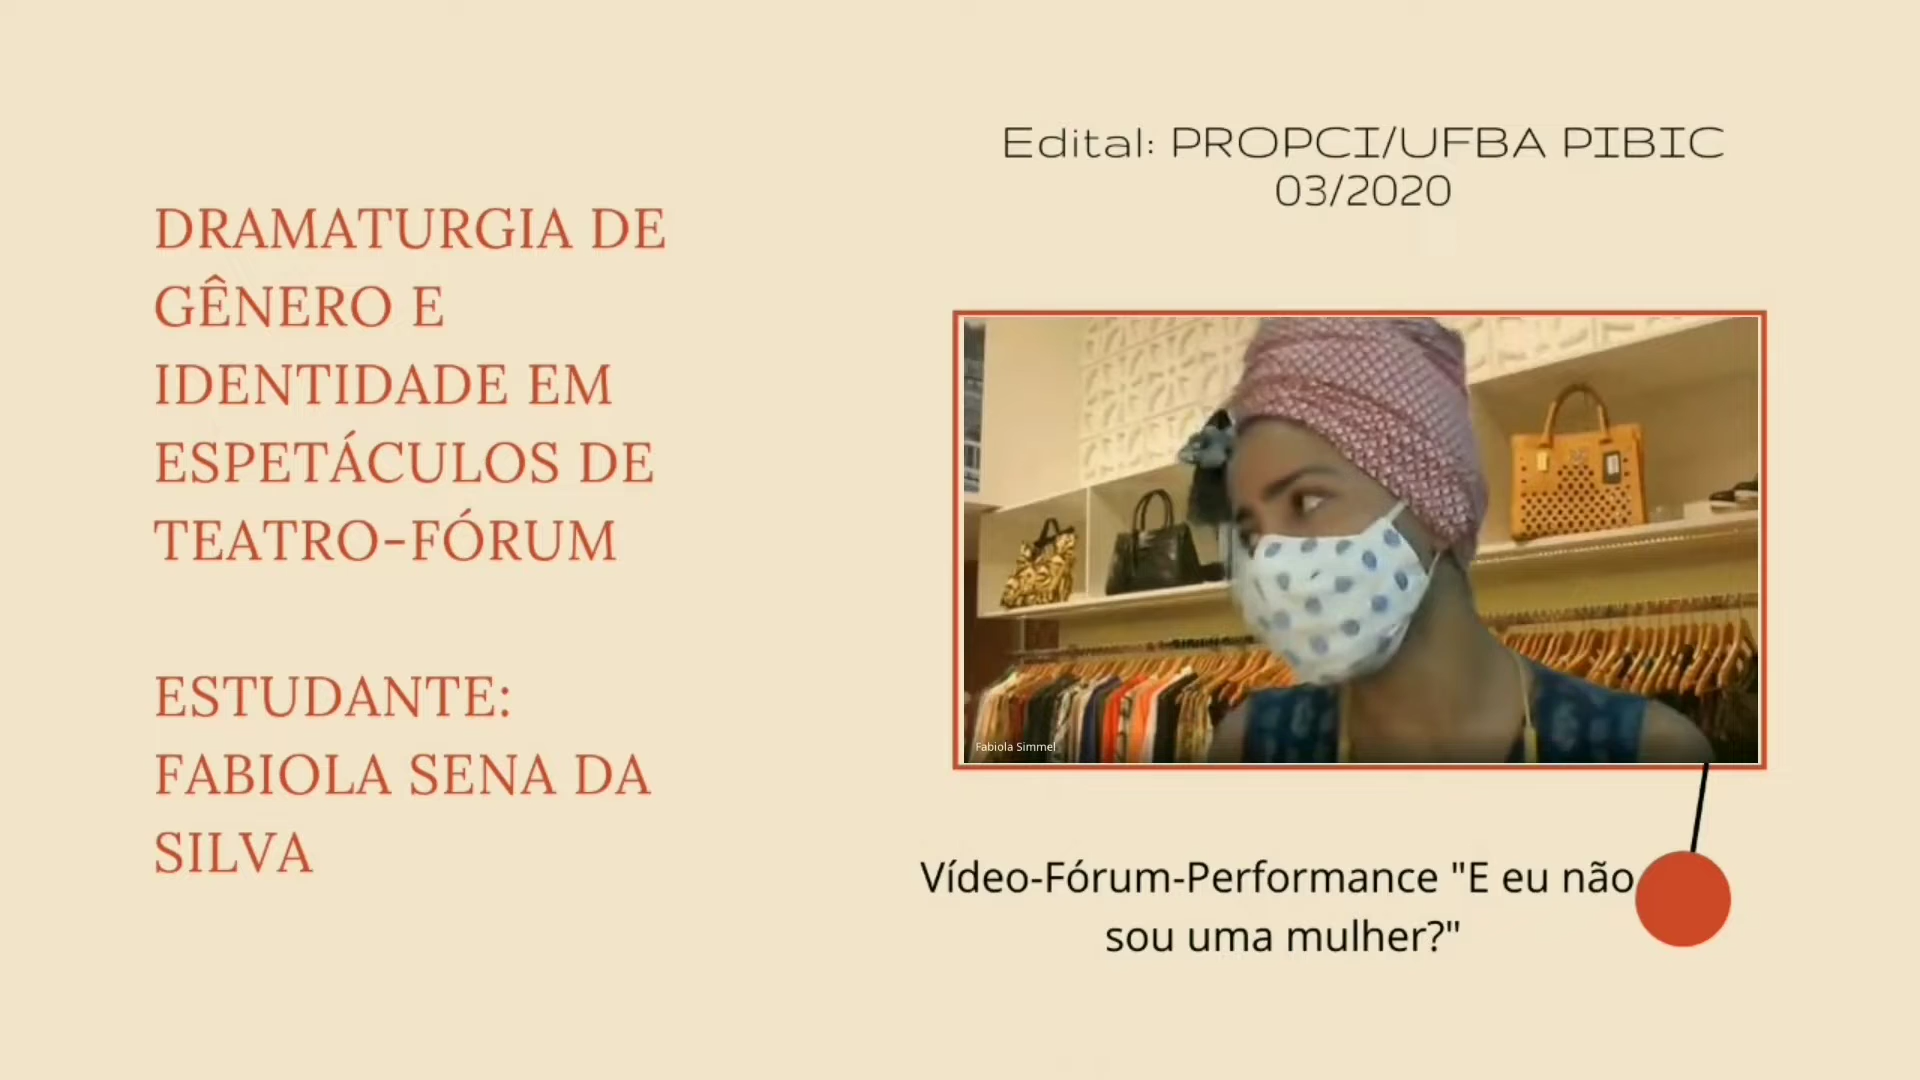 DRAMATURGIA DE
GÊNERO E
IDENTIDADE EM
ESPETÁCULOS DE
TEATRO-FÓRUM
ESTUDANTE:
FABIOLA SENA DA
SILVA
Edital: PROPCI/UFBA PIBIC
03/2020
Fabiola Simmel
Vídeo-Fórum-Performance "E eu não
sou uma mulher?"